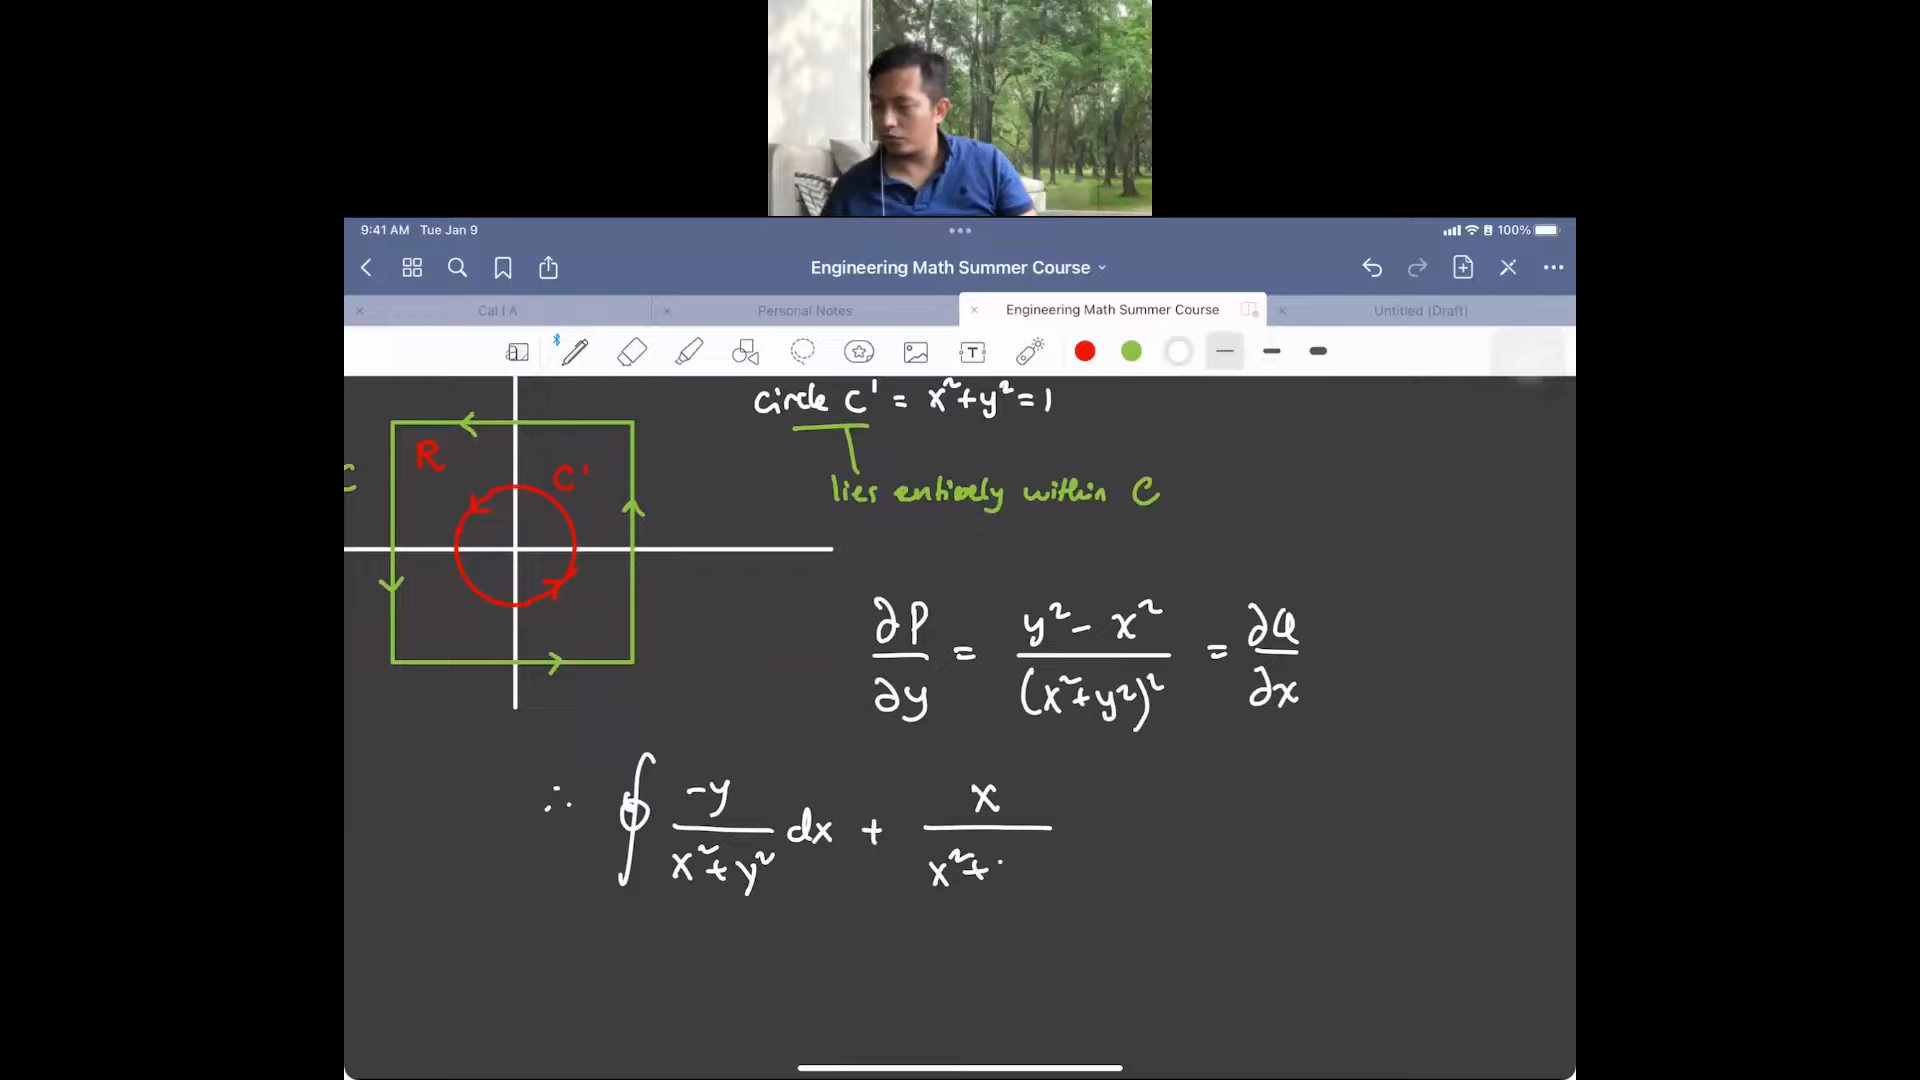 9:41 AM Tue Jan 9
100%
Engineering Math Summer Course
Cal I A
Personal Notes
Engineering Math Summer Course
Untitled (Draft)
circle C' = x²+y²=1
R
C'
C
lies entirely within C
∂P/∂y = y²-x²/(x²+y²)² = ∂Q/∂x
∴ ∮ -y/x²+y² dx + x/x²+